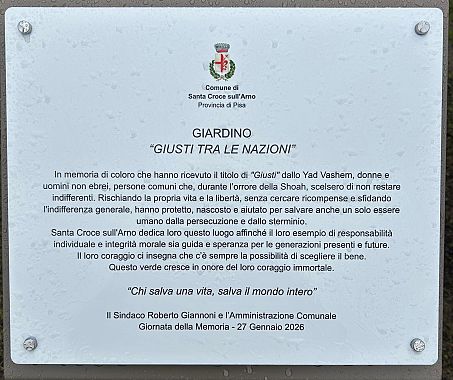 Comune di
Santa Croce sull'Arno
Provincia di Pisa
GIARDINO
"GIUSTI TRA LE NAZIONI"
In memoria di coloro che hanno ricevuto il titolo di "Giusti" dallo Yad Vashem, donne e
uomini non ebrei, persone comuni che, durante l'orrore della Shoah, scelsero di non restare
indifferenti. Rischiando la propria vita e la libertà, senza cercare ricompense e sfidando
l'indifferenza generale, hanno protetto, nascosto e aiutato per salvare anche un solo essere
umano dalla persecuzione e dallo sterminio.
Santa Croce sull'Arno dedica loro questo luogo affinché il loro esempio di responsabilità
individuale e integrità morale sia guida e speranza per le generazioni presenti e future.
Il loro coraggio ci insegna che c'è sempre la possibilità di scegliere il bene.
Questo verde cresce in onore del loro coraggio immortale.
"Chi salva una vita, salva il mondo intero"
Il Sindaco Roberto Giannoni e l'Amministrazione Comunale
Giornata della Memoria - 27 Gennaio 2026